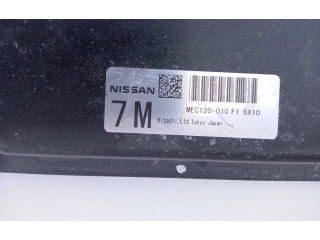 NISSAN
7M
MEC120-010 F1 6X10
Hitachi, Ltd.Tokyo Japan